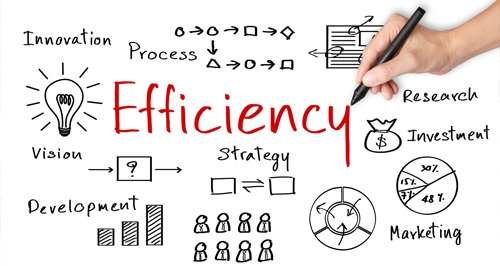 Innovation
Process
Efficiency
Research
$
Investment
Vision
?
Strategy
30%
15%
7%
48%
Development
Marketing